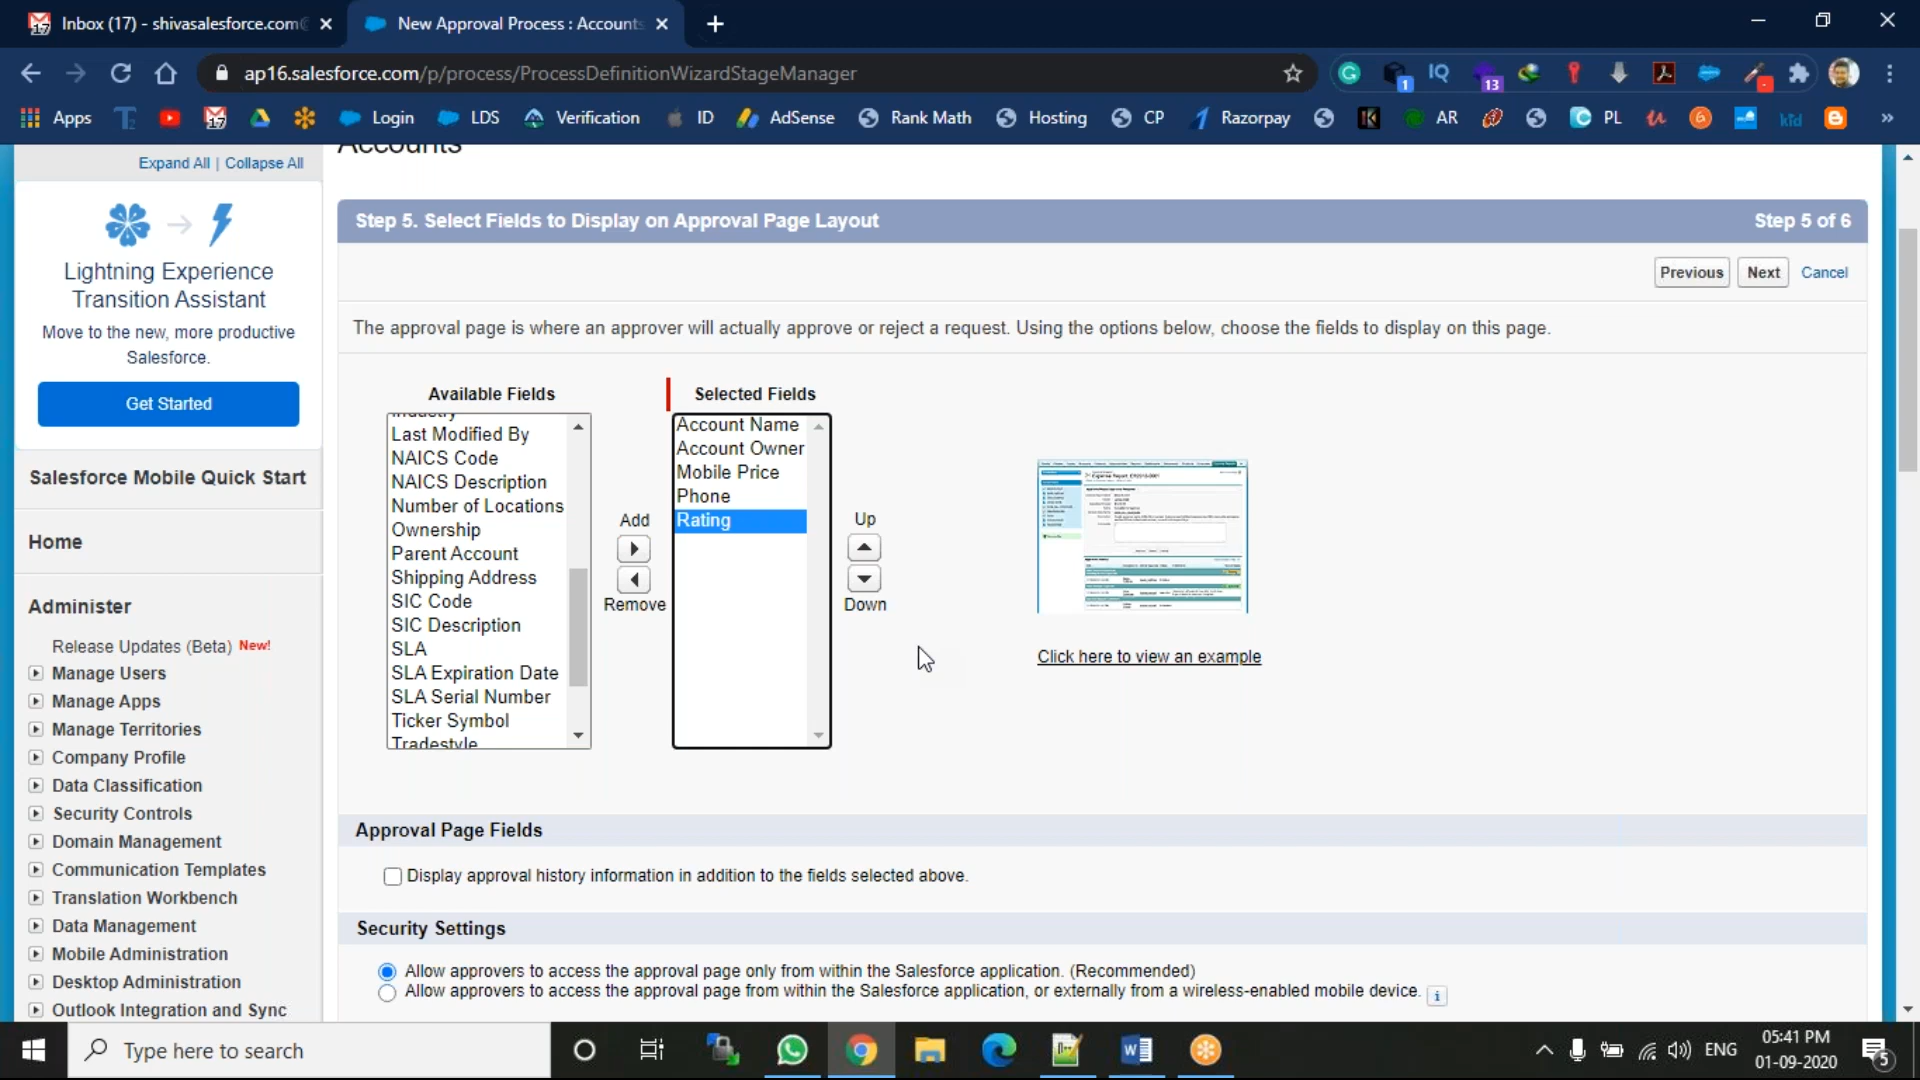 Inbox (17) - shivasalesforce.com
New Approval Process : Accounts
ap16.salesforce.com/p/process/ProcessDefinitionWizardStageManager
IQ
1
13
Apps
17
Login
LDS
Verification
ID
AdSense
Rank Math
Hosting
CP
Razorpay
AR
PL
kid
»
Expand All | Collapse All
Lightning Experience
Transition Assistant
Move to the new, more productive
Salesforce.
Get Started
Salesforce Mobile Quick Start
Home
Administer
Release Updates (Beta) New!
Manage Users
Manage Apps
Manage Territories
Company Profile
Data Classification
Security Controls
Domain Management
Communication Templates
Translation Workbench
Data Management
Mobile Administration
Desktop Administration
Outlook Integration and Sync
Accounts
Step 5. Select Fields to Display on Approval Page Layout
Step 5 of 6
Previous
Next
Cancel
The approval page is where an approver will actually approve or reject a request. Using the options below, choose the fields to display on this page.
Available Fields
Industry
Last Modified By
NAICS Code
NAICS Description
Number of Locations
Ownership
Parent Account
Shipping Address
SIC Code
SIC Description
SLA
SLA Expiration Date
SLA Serial Number
Ticker Symbol
Tradestyle
Add
Remove
Selected Fields
Account Name
Account Owner
Mobile Price
Phone
Rating
Up
Down
Click here to view an example
Approval Page Fields
Display approval history information in addition to the fields selected above.
Security Settings
Allow approvers to access the approval page only from within the Salesforce application. (Recommended)
Allow approvers to access the approval page from within the Salesforce application, or externally from a wireless-enabled mobile device.
Type here to search
ENG
05:41 PM
01-09-2020
5